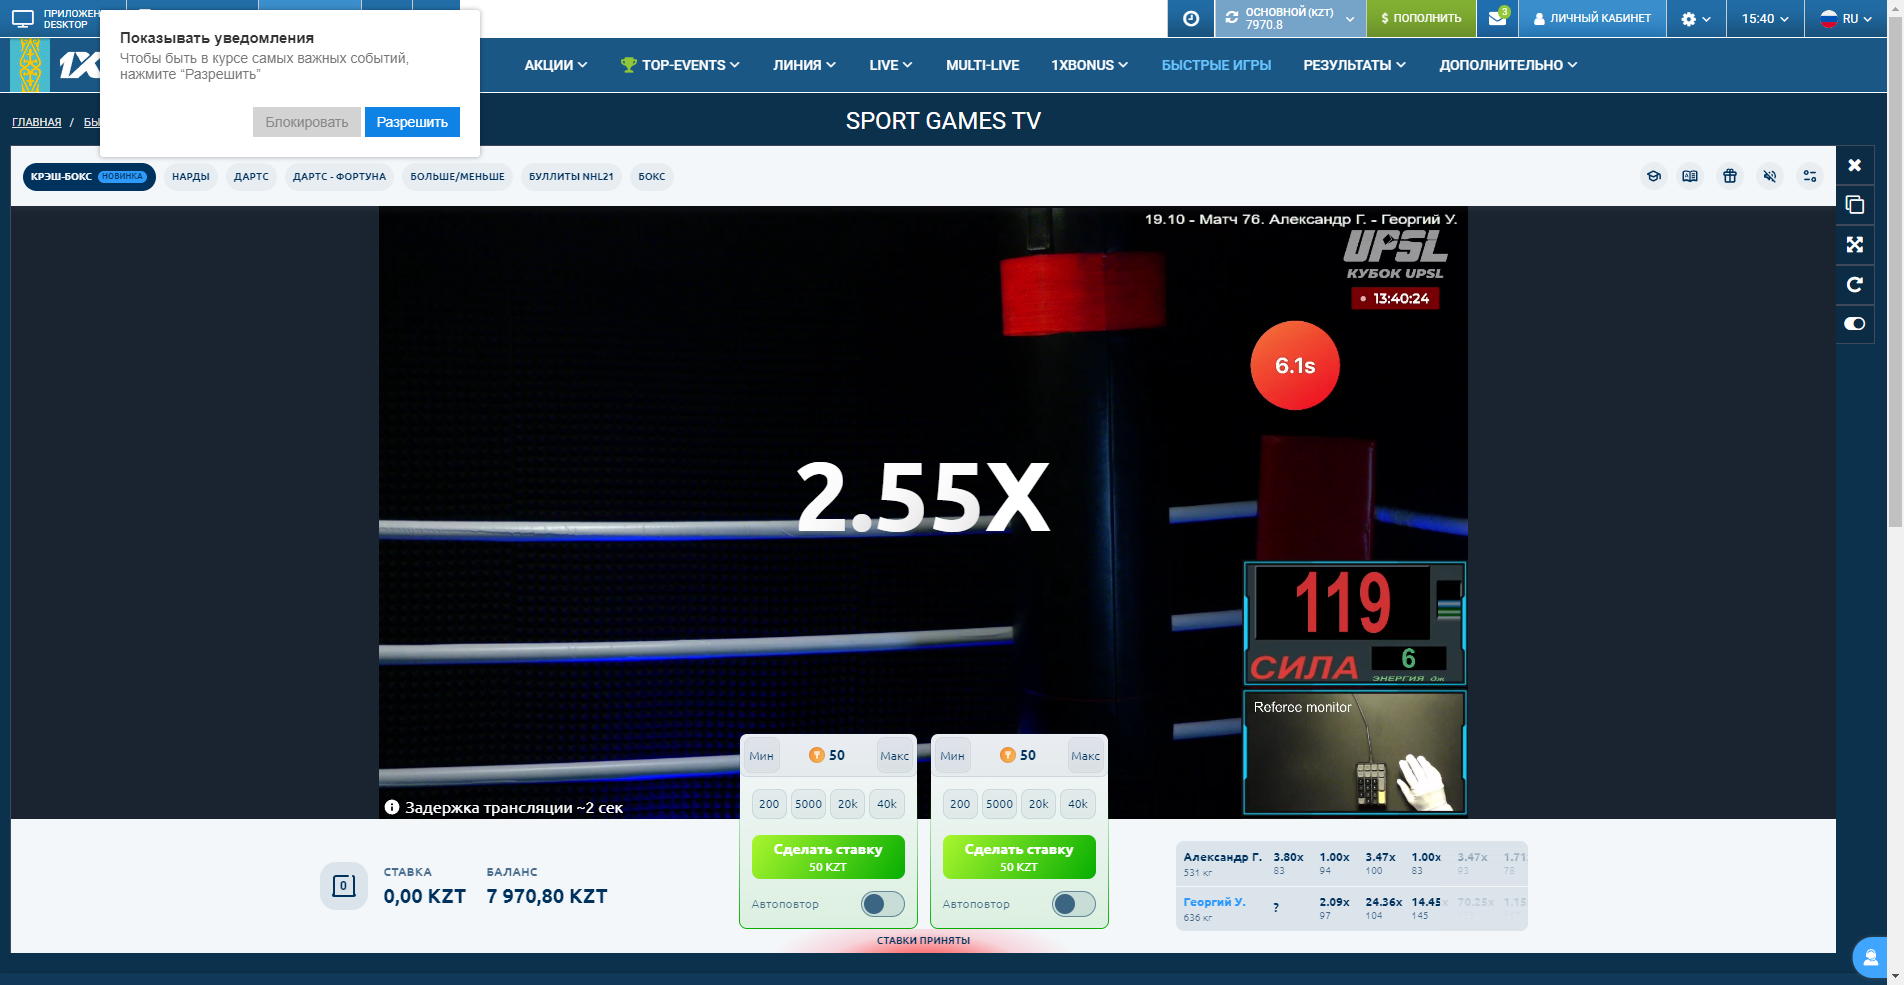 DESKTOP
Показывать уведомления
Чтобы быть в курсе самых важных событий,
нажмите “Разрешить”
Блокировать
Разрешить
ОСНОВНОЙ (KZT)
7970.8
$ ПОПОЛНИТЬ
3
ЛИЧНЫЙ КАБИНЕТ
15:40
RU
1X
АКЦИИ
TOP-EVENTS
ЛИНИЯ
LIVE
MULTI-LIVE
1XBONUS
БЫСТРЫЕ ИГРЫ
РЕЗУЛЬТАТЫ
ДОПОЛНИТЕЛЬНО
ГЛАВНАЯ /
SPORT GAMES TV
КРЭШ-БОКС НОВИНКА
НАРДЫ
ДАРТС
ДАРТС - ФОРТУНА
БОЛЬШЕ/МЕНЬШЕ
БУЛЛИТЫ NHL21
БОКС
19.10 - Матч 76. Александр Г. - Георгий У.
UPSL
КУБОК UPSL
13:40:24
6.1s
2.55X
119
СИЛА
6
ЭНЕРГИЯ дж
Referee monitor
Задержка трансляции ~2 сек
Мин
50
Макс
200
5000
20k
40k
Сделать ставку
50 KZT
Автоповтор
Мин
50
Макс
200
5000
20k
40k
Сделать ставку
50 KZT
Автоповтор
СТАВКИ ПРИНЯТЫ
0
СТАВКА
0,00 KZT
БАЛАНС
7 970,80 KZT
Александр Г. 3.80x 1.00x 3.47x 1.00x 3.47x 1.71
531 кг 83 94 100 83 93 78
Георгий У. ? 2.09x 24.36x 14.45x 70.25x 1.15
636 кг 97 104 145